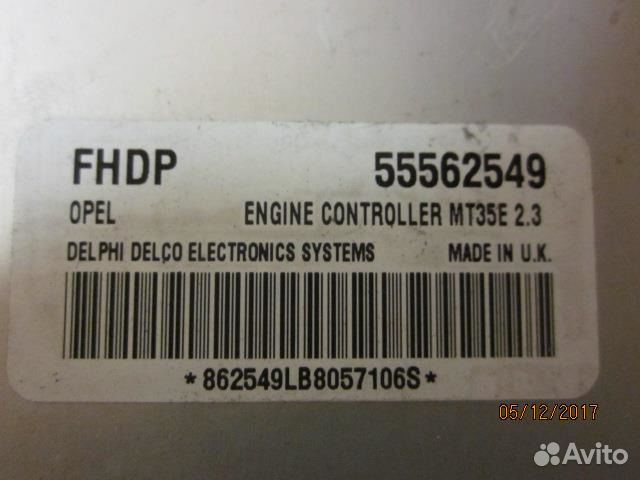 FHDP 55562549
OPEL ENGINE CONTROLLER MT35E 2.3
DELPHI DELCO ELECTRONICS SYSTEMS MADE IN U.K.
*862549LB8057106S*
05/12/2017
Avito